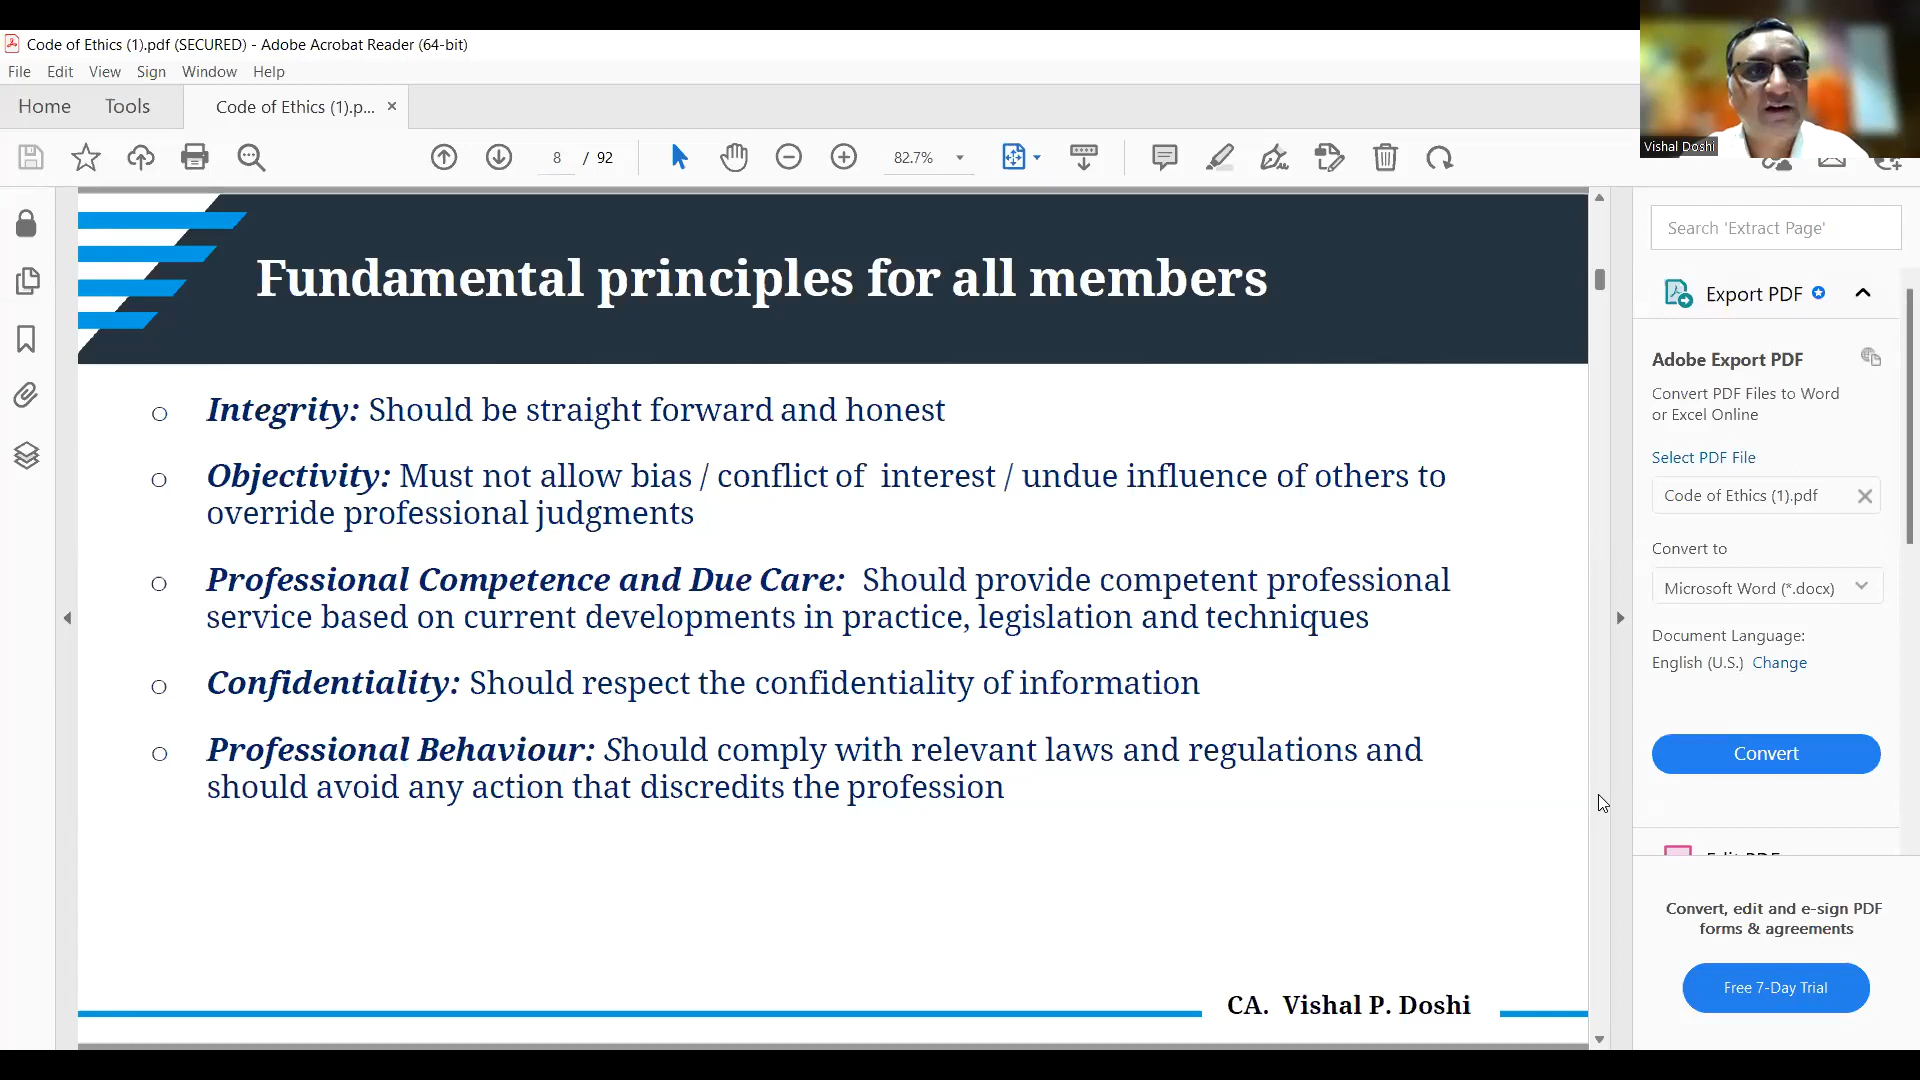 Code of Ethics (1).pdf (SECURED) - Adobe Acrobat Reader (64-bit)
File Edit View Sign Window Help
Home Tools Code of Ethics (1).p... ×
8 / 92 82.7%
Vishal Doshi
Fundamental principles for all members
Integrity: Should be straight forward and honest
Objectivity: Must not allow bias / conflict of interest / undue influence of others to
override professional judgments
Professional Competence and Due Care: Should provide competent professional
service based on current developments in practice, legislation and techniques
Confidentiality: Should respect the confidentiality of information
Professional Behaviour: Should comply with relevant laws and regulations and
should avoid any action that discredits the profession
CA. Vishal P. Doshi
Search 'Extract Page'
Export PDF
Adobe Export PDF
Convert PDF Files to Word
or Excel Online
Select PDF File
Code of Ethics (1).pdf
Convert to
Microsoft Word (*.docx)
Document Language:
English (U.S.) Change
Convert
Convert, edit and e-sign PDF
forms & agreements
Free 7-Day Trial